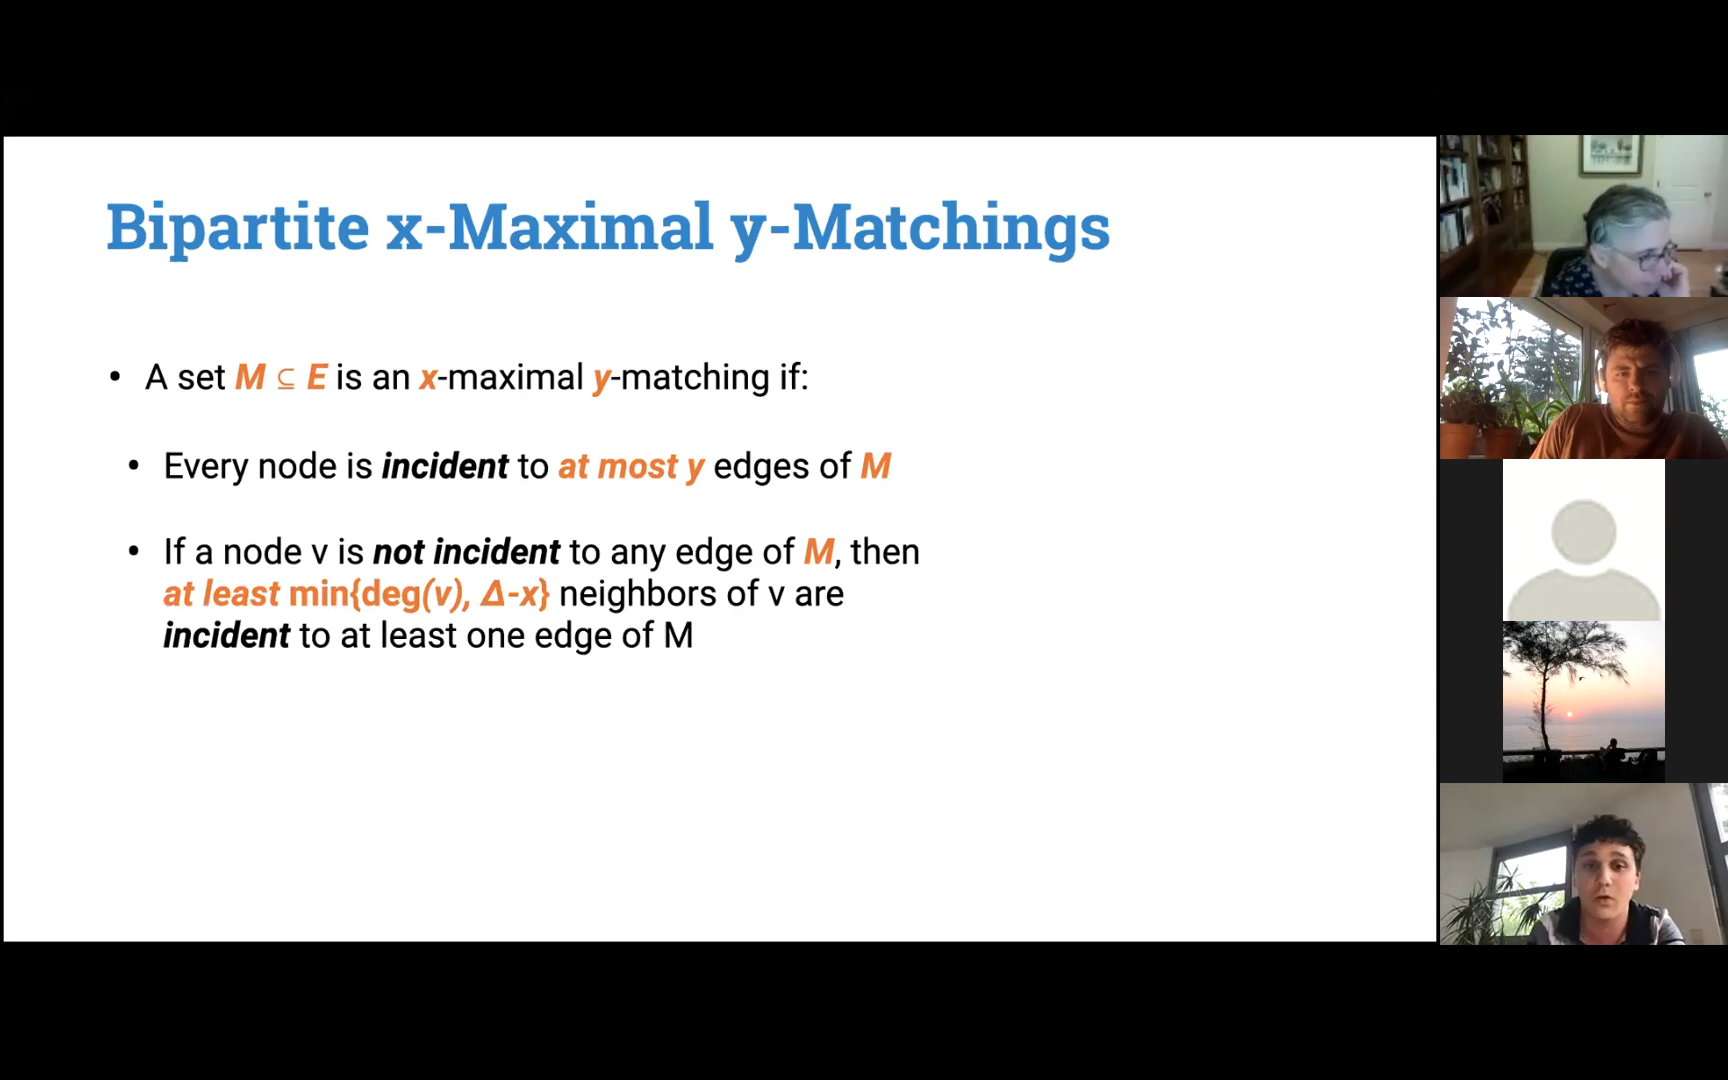 Bipartite x-Maximal y-Matchings
• A set M ⊆ E is an x-maximal y-matching if:
• Every node is incident to at most y edges of M
• If a node v is not incident to any edge of M, then
at least min{deg(v), Δ-x} neighbors of v are
incident to at least one edge of M